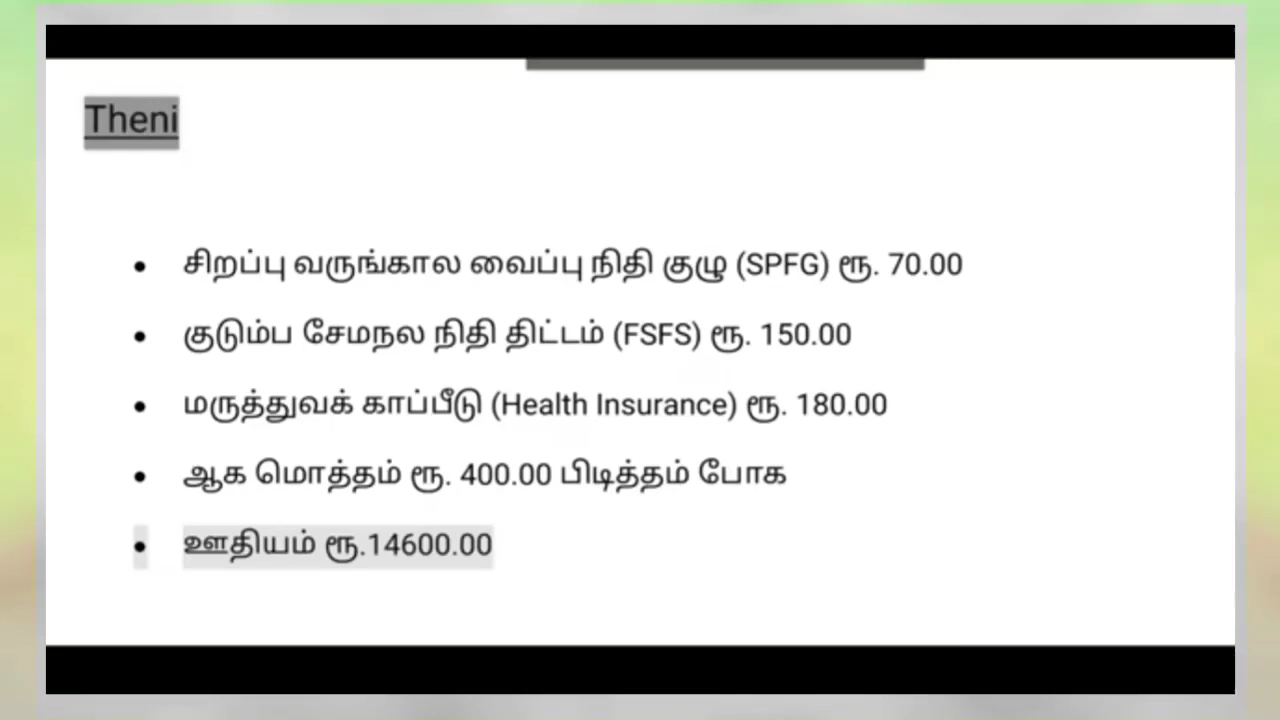 Theni
• சிறப்பு வருங்கால வைப்பு நிதி குழு (SPFG) ரூ. 70.00
• குடும்ப சேமநல நிதி திட்டம் (FSFS) ரூ. 150.00
• மருத்துவக் காப்பீடு (Health Insurance) ரூ. 180.00
• ஆக மொத்தம் ரூ. 400.00 பிடித்தம் போக
• ஊதியம் ரூ.14600.00